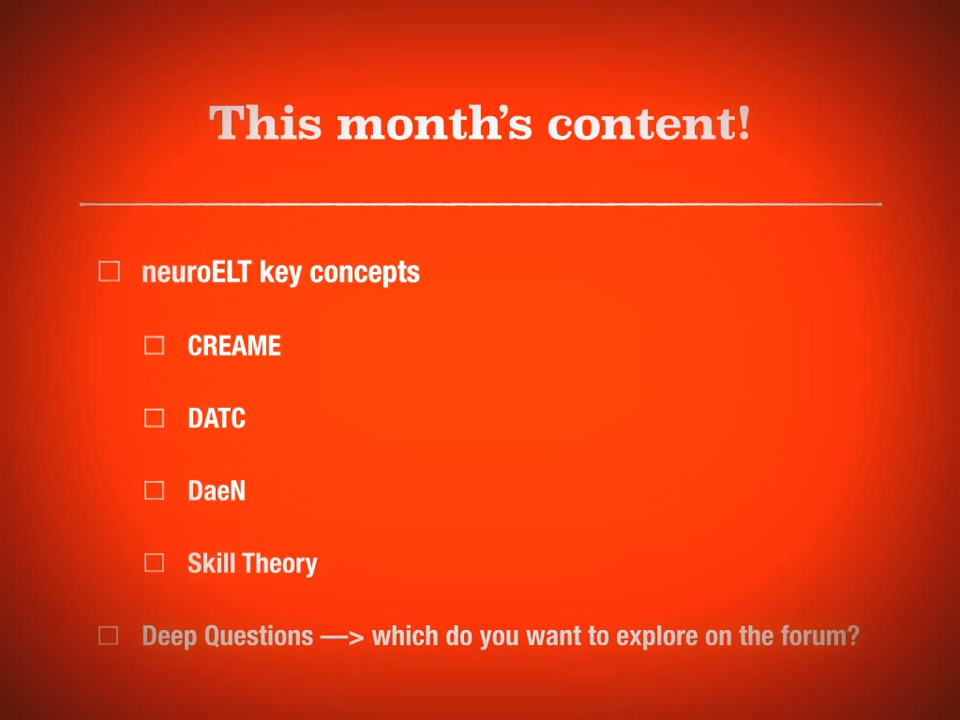 This month’s content!
neuroELT key concepts
CREAME
DATC
DaeN
Skill Theory
Deep Questions —> which do you want to explore on the forum?